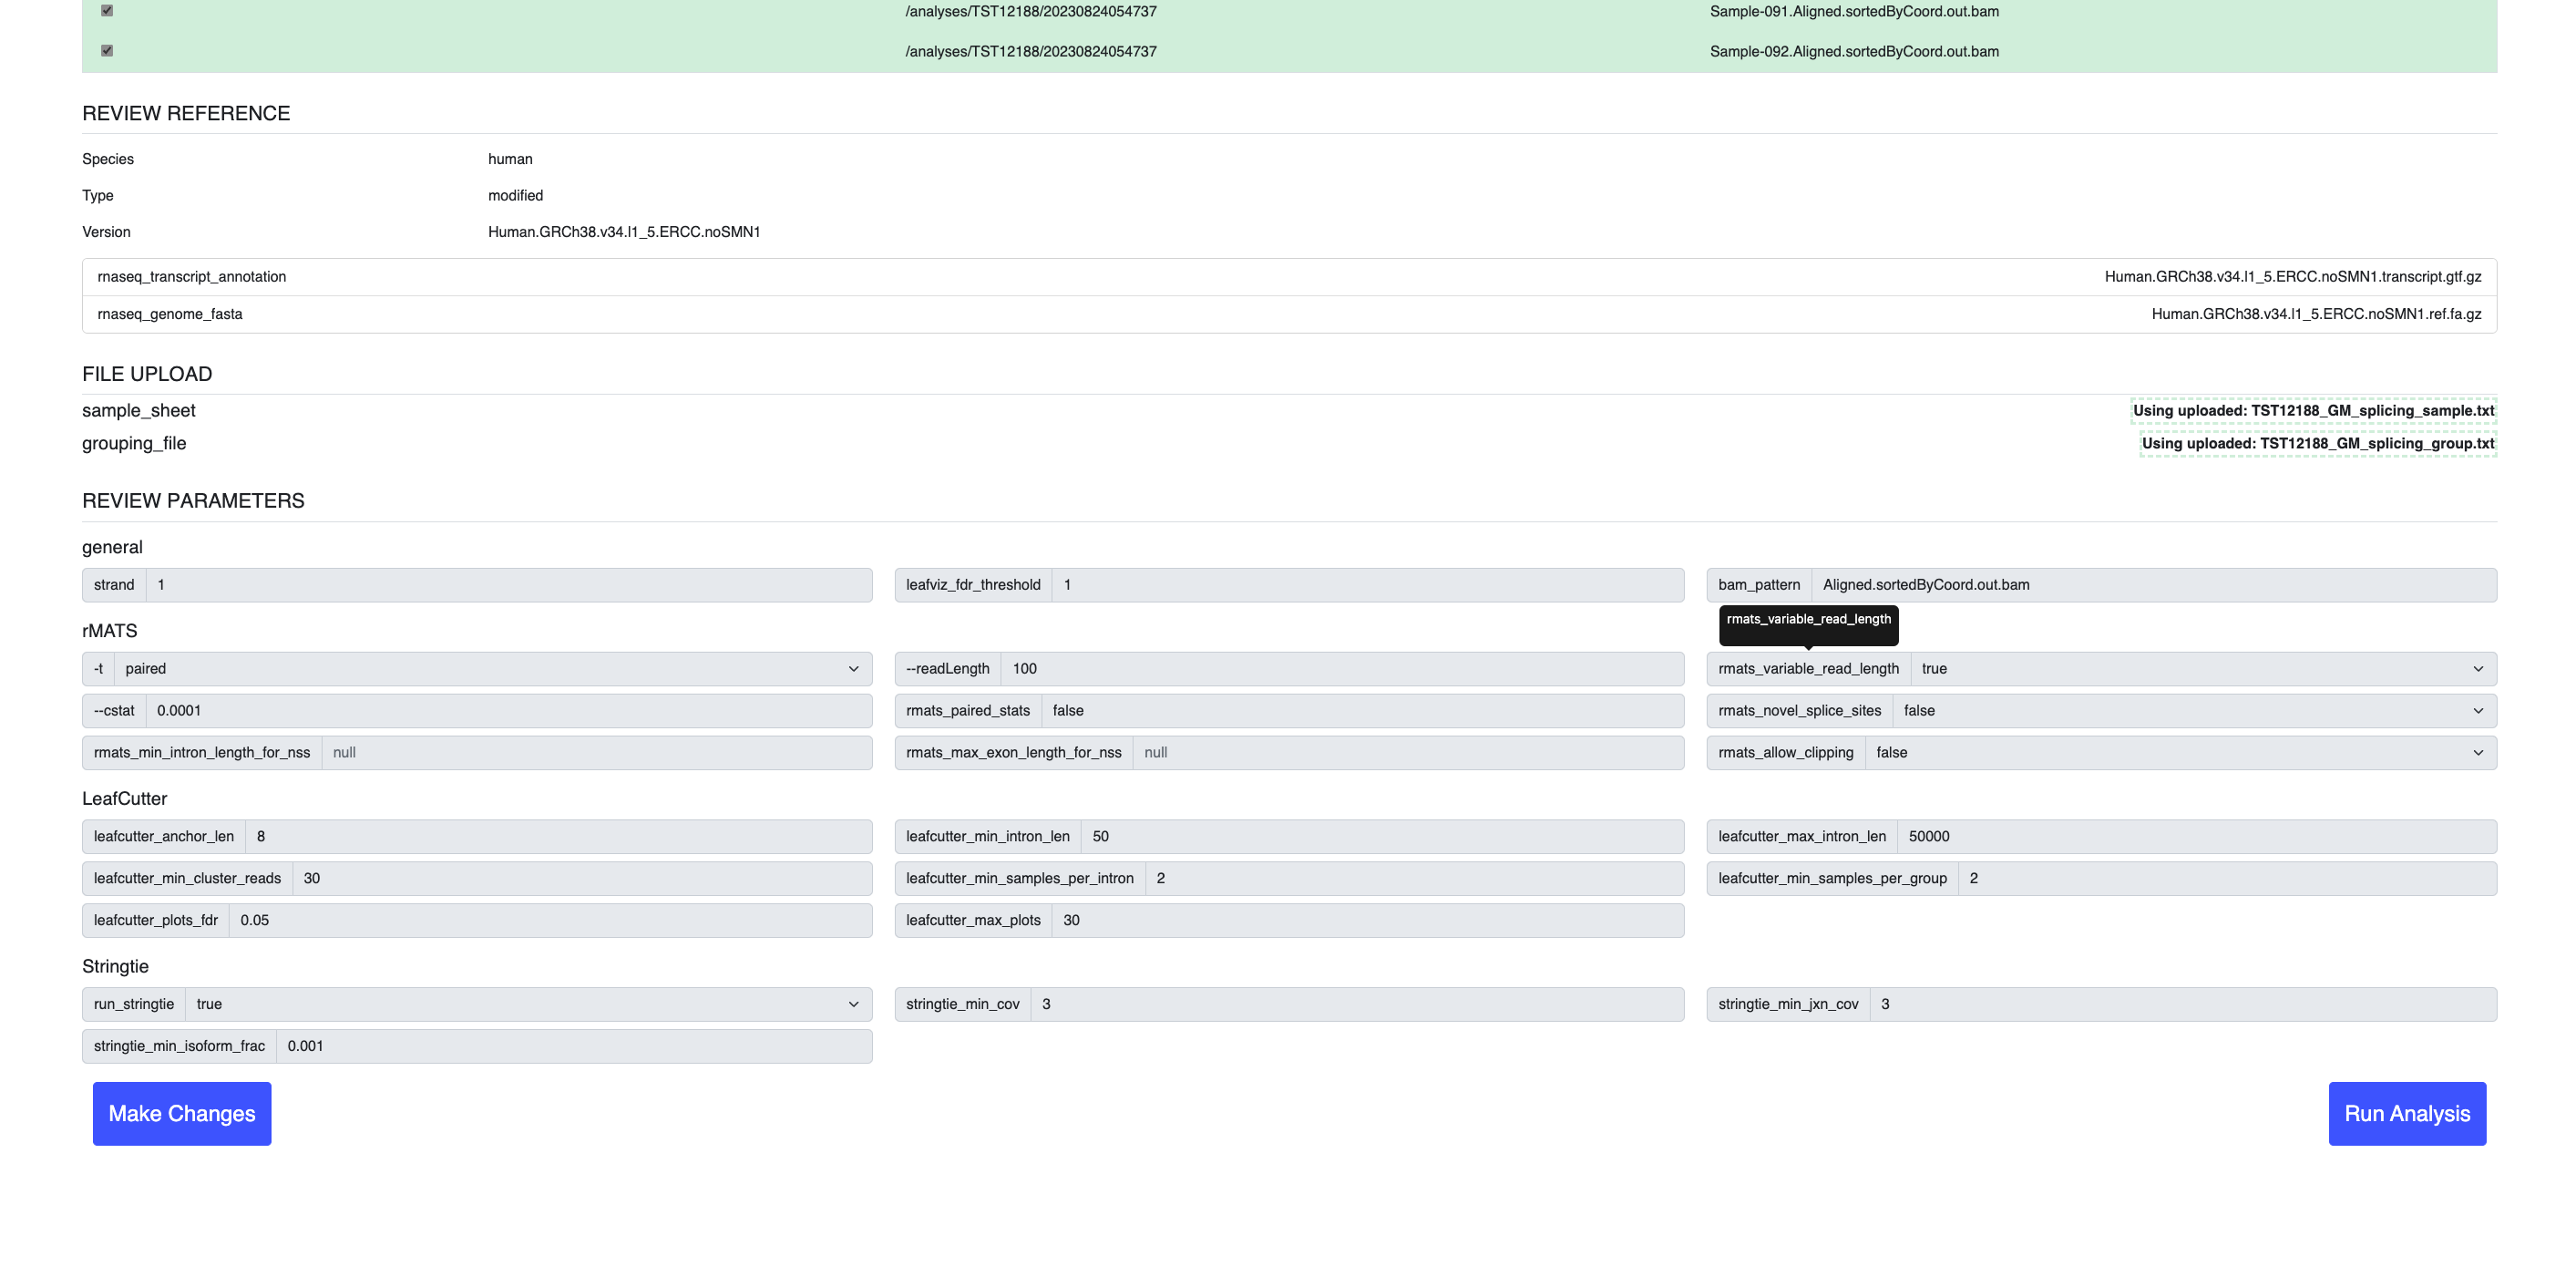 /analyses/TST12188/20230824054737 Sample-091.Aligned.sortedByCoord.out.bam
/analyses/TST12188/20230824054737 Sample-092.Aligned.sortedByCoord.out.bam
REVIEW REFERENCE
Species human
Type modified
Version Human.GRCh38.v34.l1_5.ERCC.noSMN1
rnaseq_transcript_annotation Human.GRCh38.v34.l1_5.ERCC.noSMN1.transcript.gtf.gz
rnaseq_genome_fasta Human.GRCh38.v34.l1_5.ERCC.noSMN1.ref.fa.gz
FILE UPLOAD
sample_sheet Using uploaded: TST12188_GM_splicing_sample.txt
grouping_file Using uploaded: TST12188_GM_splicing_group.txt
REVIEW PARAMETERS
general
strand 1 leafviz_fdr_threshold 1 bam_pattern Aligned.sortedByCoord.out.bam
rmats_variable_read_length
rMATS
-t paired --readLength 100 rmats_variable_read_length true
--cstat 0.0001 rmats_paired_stats false rmats_novel_splice_sites false
rmats_min_intron_length_for_nss null rmats_max_exon_length_for_nss null rmats_allow_clipping false
LeafCutter
leafcutter_anchor_len 8 leafcutter_min_intron_len 50 leafcutter_max_intron_len 50000
leafcutter_min_cluster_reads 30 leafcutter_min_samples_per_intron 2 leafcutter_min_samples_per_group 2
leafcutter_plots_fdr 0.05 leafcutter_max_plots 30
Stringtie
run_stringtie true stringtie_min_cov 3 stringtie_min_jxn_cov 3
stringtie_min_isoform_frac 0.001
Make Changes Run Analysis